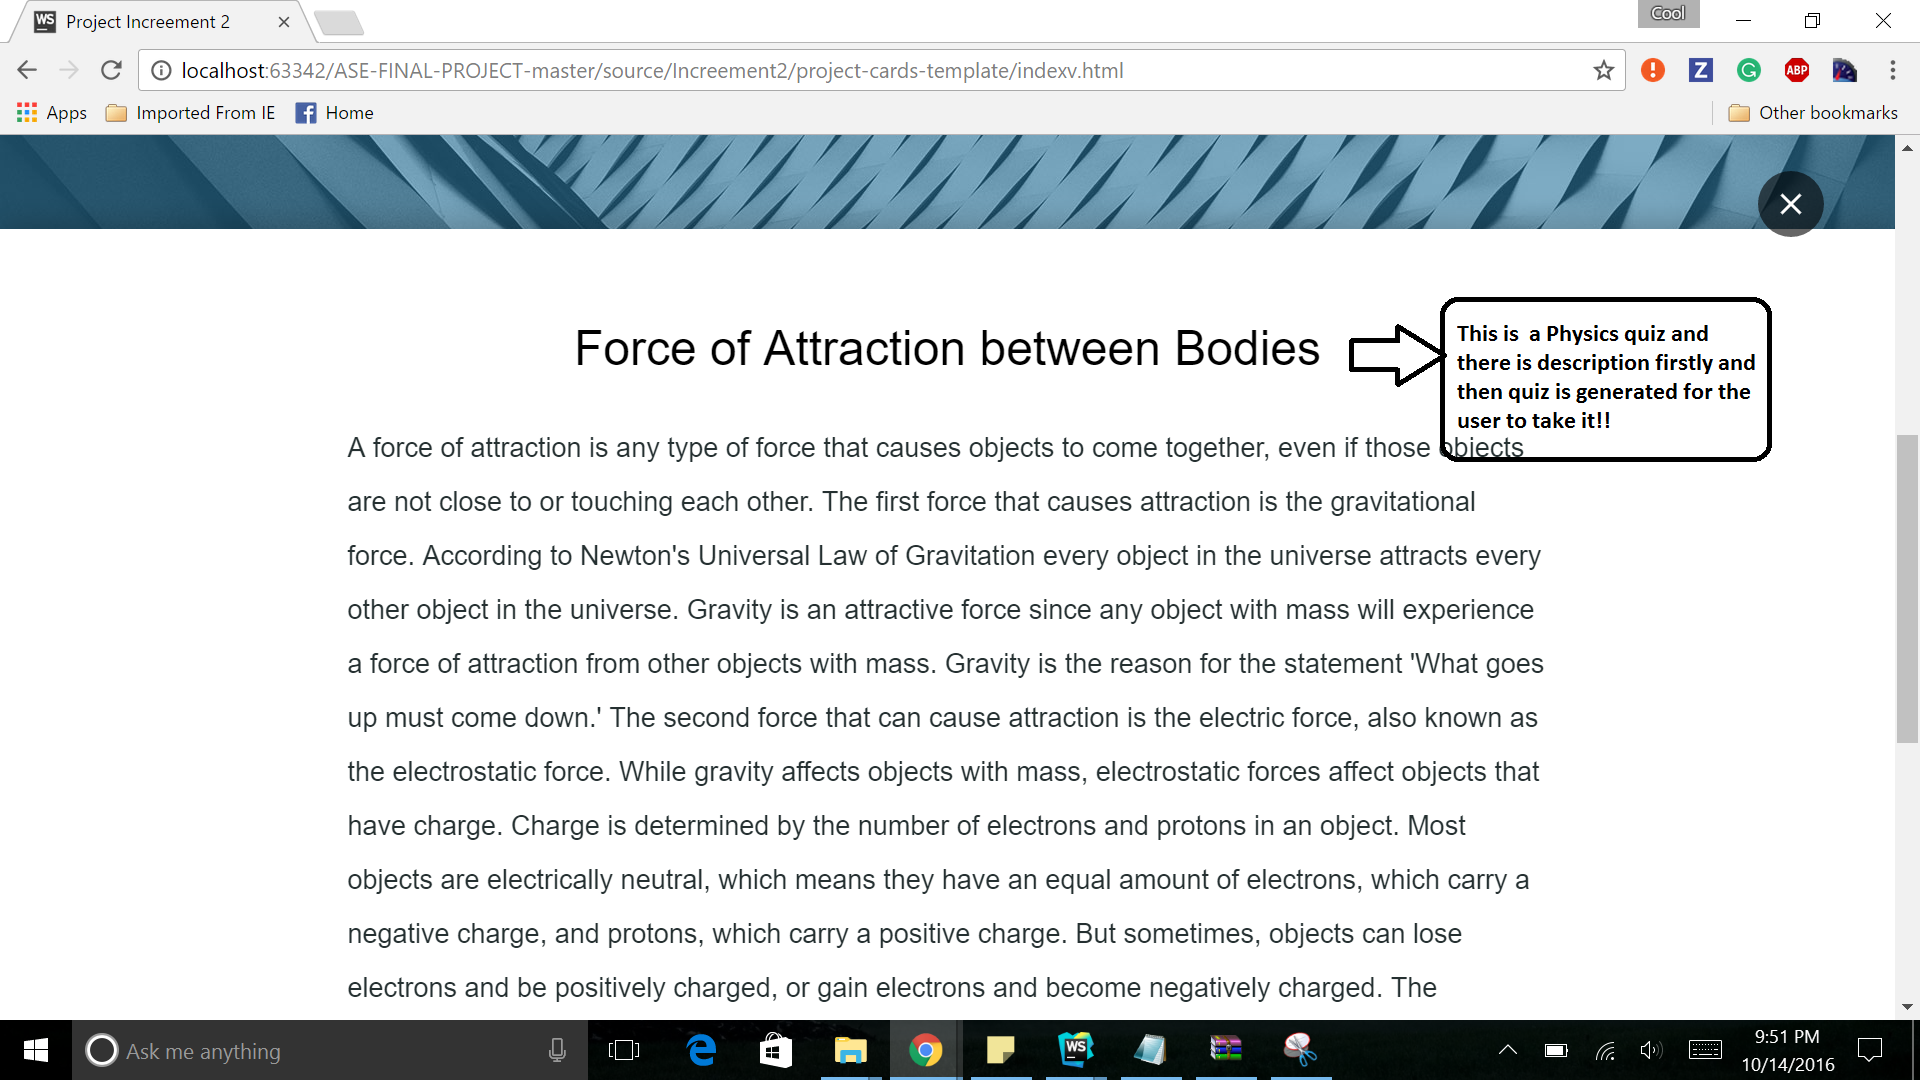 WS Project Increement 2
Cool
localhost:63342/ASE-FINAL-PROJECT-master/source/Increement2/project-cards-template/indexv.html
Z
G
ABP
Apps
Imported From IE
f Home
Other bookmarks
Force of Attraction between Bodies
This is a Physics quiz and
there is description firstly and
then quiz is generated for the
user to take it!!
A force of attraction is any type of force that causes objects to come together, even if those objects
are not close to or touching each other. The first force that causes attraction is the gravitational
force. According to Newton's Universal Law of Gravitation every object in the universe attracts every
other object in the universe. Gravity is an attractive force since any object with mass will experience
a force of attraction from other objects with mass. Gravity is the reason for the statement 'What goes
up must come down.' The second force that can cause attraction is the electric force, also known as
the electrostatic force. While gravity affects objects with mass, electrostatic forces affect objects that
have charge. Charge is determined by the number of electrons and protons in an object. Most
objects are electrically neutral, which means they have an equal amount of electrons, which carry a
negative charge, and protons, which carry a positive charge. But sometimes, objects can lose
electrons and be positively charged, or gain electrons and become negatively charged. The
Ask me anything
WS
9:51 PM
10/14/2016